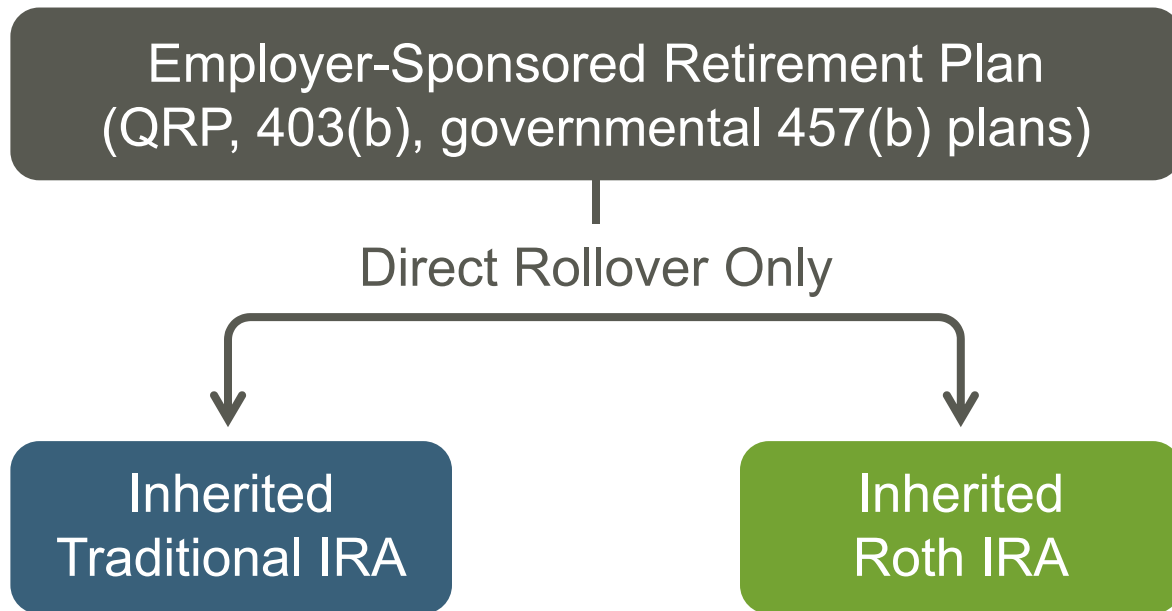 Employer-Sponsored Retirement Plan
(QRP, 403(b), governmental 457(b) plans)
Direct Rollover Only
Inherited
Traditional IRA
Inherited
Roth IRA